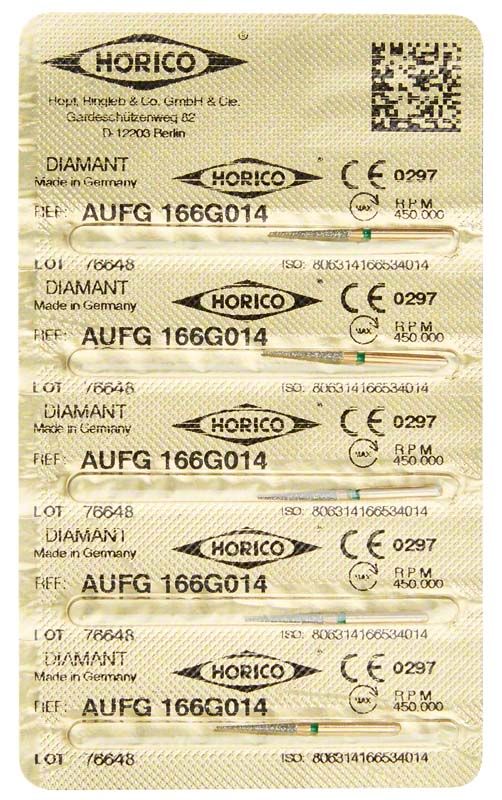 HORICO ®
Hopf, Ringleb & Co. GmbH & Cie.
Gardeschützenweg 82
D-12203 Berlin
DIAMANT HORICO ® CE 0297
Made in Germany
REF: AUFG 166G014 MAX RPM 450.000
LOT 76648 ISO: 806314166534014
DIAMANT HORICO ® CE 0297
Made in Germany
REF: AUFG 166G014 MAX RPM 450.000
LOT 76648 ISO: 806314166534014
DIAMANT HORICO ® CE 0297
Made in Germany
REF: AUFG 166G014 MAX RPM 450.000
LOT 76648 ISO: 806314166534014
DIAMANT HORICO ® CE 0297
Made in Germany
REF: AUFG 166G014 MAX RPM 450.000
LOT 76648 ISO: 806314166534014
DIAMANT HORICO ® CE 0297
Made in Germany
REF: AUFG 166G014 MAX RPM 450.000
LOT 76648 ISO: 806314166534014